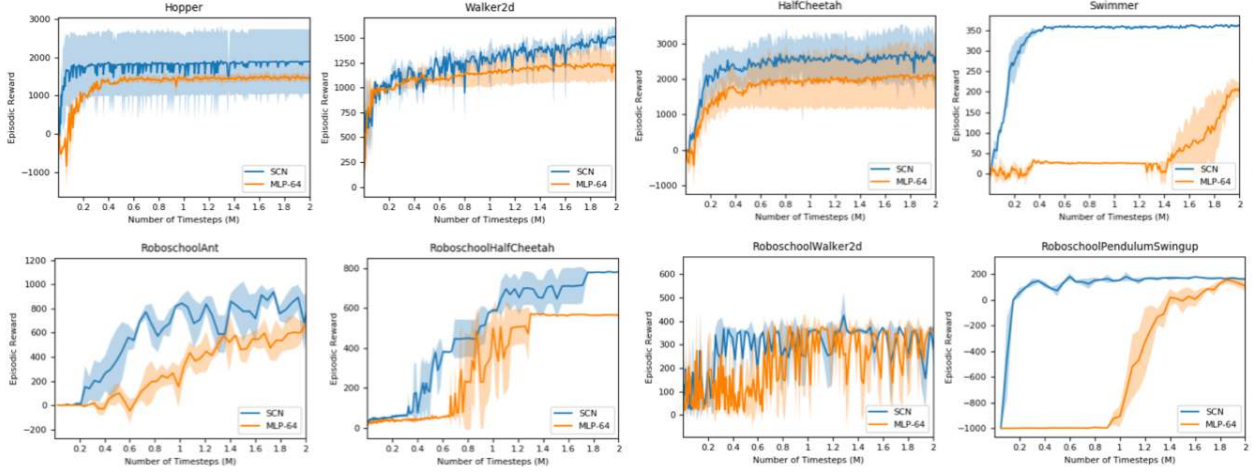 Hopper
Episodic Reward
3000
2000
1000
0
−1000
SCN
MLP-64
0.2 0.4 0.6 0.8 1 1.2 1.4 1.6 1.8 2
Number of Timesteps (M)
Walker2d
Episodic Reward
1500
1250
1000
750
500
250
0
SCN
MLP-64
0.2 0.4 0.6 0.8 1 1.2 1.4 1.6 1.8 2
Number of Timesteps (M)
HalfCheetah
Episodic Reward
3000
2000
1000
0
−1000
SCN
MLP-64
0.2 0.4 0.6 0.8 1 1.2 1.4 1.6 1.8 2
Number of Timesteps (M)
Swimmer
Episodic Reward
350
300
250
200
150
100
50
0
SCN
MLP-64
0.2 0.4 0.6 0.8 1 1.2 1.4 1.6 1.8 2
Number of Timesteps (M)
RoboschoolAnt
Episodic Reward
1200
1000
800
600
400
200
0
−200
SCN
MLP-64
0.2 0.4 0.6 0.8 1 1.2 1.4 1.6 1.8 2
Number of Timesteps (M)
RoboschoolHalfCheetah
Episodic Reward
800
600
400
200
0
SCN
MLP-64
0.2 0.4 0.6 0.8 1 1.2 1.4 1.6 1.8 2
Number of Timesteps (M)
RoboschoolWalker2d
Episodic Reward
600
500
400
300
200
100
0
SCN
MLP-64
0.2 0.4 0.6 0.8 1 1.2 1.4 1.6 1.8 2
Number of Timesteps (M)
RoboschoolPendulumSwingup
Episodic Reward
200
0
−200
−400
−600
−800
−1000
SCN
MLP-64
0.2 0.4 0.6 0.8 1 1.2 1.4 1.6 1.8 2
Number of Timesteps (M)